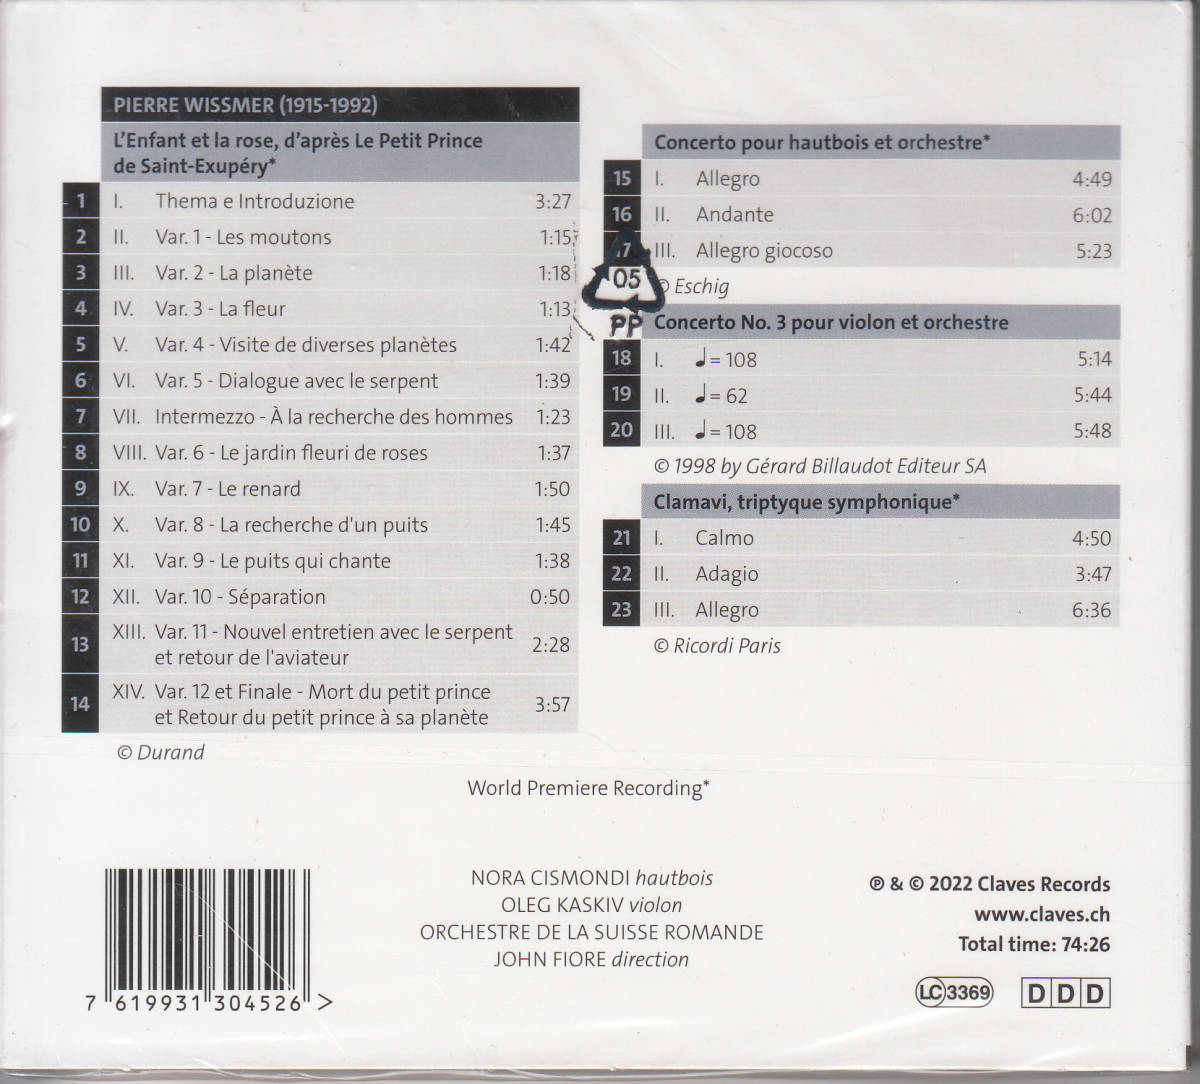 PIERRE WISSMER (1915-1992)
L'Enfant et la rose, d'après Le Petit Prince
de Saint-Exupéry*
1 I. Thema e Introduzione 3:27
2 II. Var. 1 - Les moutons 1:15
3 III. Var. 2 - La planète 1:18
4 IV. Var. 3 - La fleur 1:13
5 V. Var. 4 - Visite de diverses planètes 1:42
6 VI. Var. 5 - Dialogue avec le serpent 1:39
7 VII. Intermezzo - À la recherche des hommes 1:23
8 VIII. Var. 6 - Le jardin fleuri de roses 1:37
9 IX. Var. 7 - Le renard 1:50
10 X. Var. 8 - La recherche d'un puits 1:45
11 XI. Var. 9 - Le puits qui chante 1:38
12 XII. Var. 10 - Séparation 0:50
13 XIII. Var. 11 - Nouvel entretien avec le serpent
et retour de l'aviateur 2:28
14 XIV. Var. 12 et Finale - Mort du petit prince
et Retour du petit prince à sa planète 3:57
© Durand
Concerto pour hautbois et orchestre*
15 I. Allegro 4:49
16 II. Andante 6:02
17 III. Allegro giocoso 5:23
05
PP
© Eschig
Concerto No. 3 pour violon et orchestre
18 I. ♩= 108 5:14
19 II. ♩= 62 5:44
20 III. ♩= 108 5:48
© 1998 by Gérard Billaudot Editeur SA
Clamavi, triptyque symphonique*
21 I. Calmo 4:50
22 II. Adagio 3:47
23 III. Allegro 6:36
© Ricordi Paris
World Premiere Recording*
NORA CISMONDI hautbois
OLEG KASKIV violon
ORCHESTRE DE LA SUISSE ROMANDE
JOHN FIORE direction
℗ & © 2022 Claves Records
www.claves.ch
Total time: 74:26
LC 3369
DDD
7 619931 304526 >